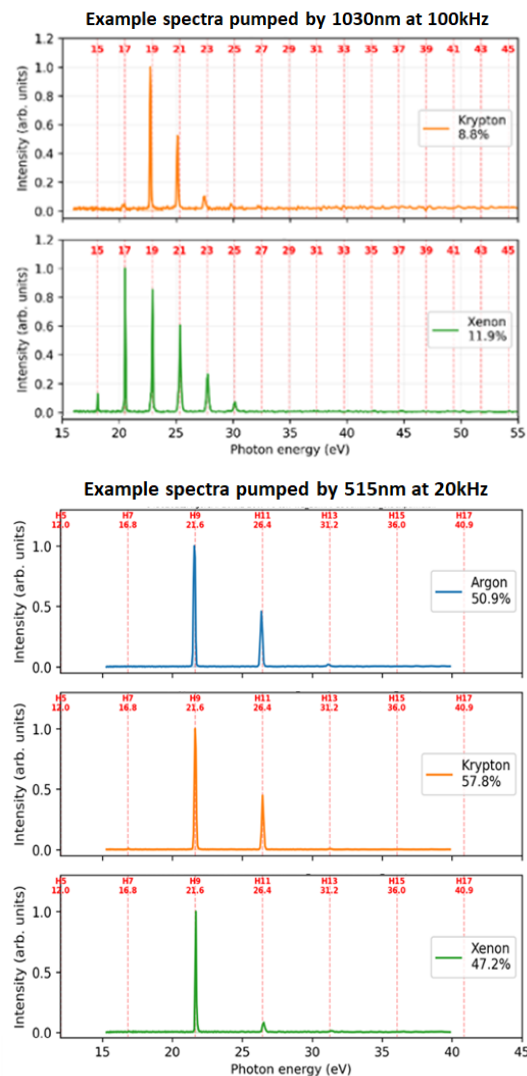 Example spectra pumped by 1030nm at 100kHz
1.2
15 17 19 21 23 25 27 29 31 33 35 37 39 41 43 45
1.0
0.8
0.6
0.4
0.2
0.0
Intensity (arb. units)
Krypton
8.8%
1.2
15 17 19 21 23 25 27 29 31 33 35 37 39 41 43 45
1.0
0.8
0.6
0.4
0.2
0.0
Intensity (arb. units)
Xenon
11.9%
15 20 25 30 35 40 45 50 55
Photon energy (eV)
Example spectra pumped by 515nm at 20kHz
H5 H7 H9 H11 H13 H15 H17
12.0 16.8 21.6 26.4 31.2 36.0 40.9
1.0
0.5
0.0
Intensity (arb. units)
Argon
50.9%
H5 H7 H9 H11 H13 H15 H17
12.0 16.8 21.6 26.4 31.2 36.0 40.9
1.0
0.5
0.0
Intensity (arb. units)
Krypton
57.8%
H5 H7 H9 H11 H13 H15 H17
12.0 16.8 21.6 26.4 31.2 36.0 40.9
1.0
0.5
0.0
Intensity (arb. units)
Xenon
47.2%
15 20 25 30 35 40 45
Photon energy (eV)